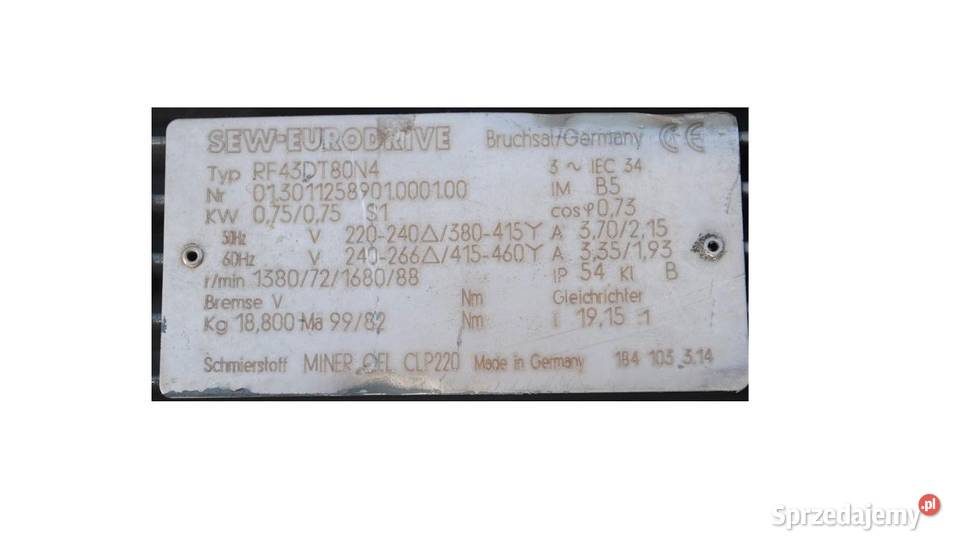 SEW-EURODRIVE Bruchsal/Germany CE
Typ RF43DT80N4 3 ~ IEC 34
Nr 01.3011258901.0001.00 IM B5
KW 0,75/0,75 S1 cosφ 0,73
50Hz V 220-240△/380-415Y A 3,70/2,15
60Hz V 240-266△/415-460Y A 3,35/1,93
r/min 1380/72/1680/88 IP 54 Kl B
Bremse V Nm Gleichrichter
Kg 18,800 Ma 99/82 Nm i 19,15 :1
Schmierstoff MINER OEL CLP220 Made in Germany 184 103 3.14
Sprzedajemy.pl